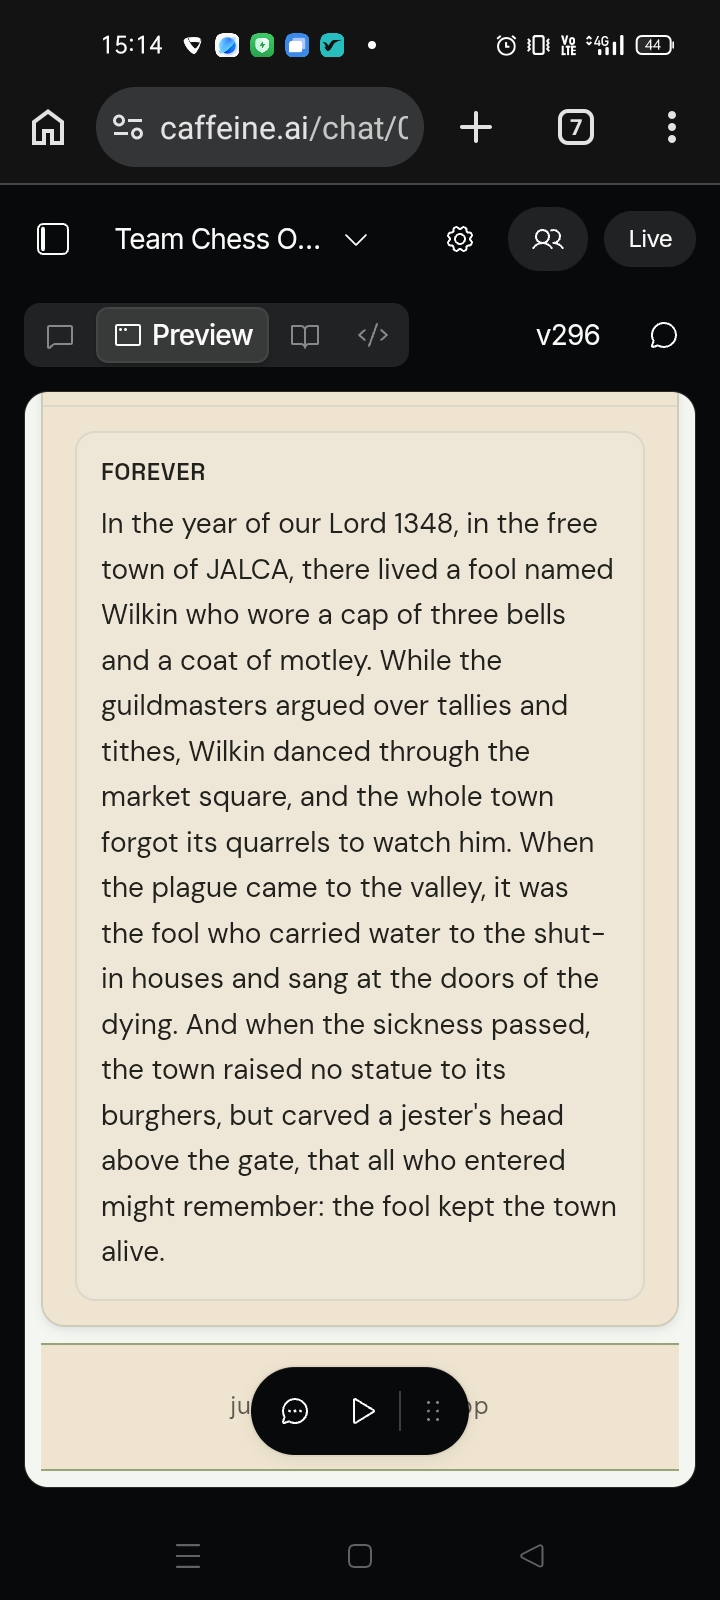 15:14
VoLTE 4G 44
caffeine.ai/chat/
7
Team Chess O...
Live
Preview
v296
FOREVER
In the year of our Lord 1348, in the free
town of JALCA, there lived a fool named
Wilkin who wore a cap of three bells
and a coat of motley. While the
guildmasters argued over tallies and
tithes, Wilkin danced through the
market square, and the whole town
forgot its quarrels to watch him. When
the plague came to the valley, it was
the fool who carried water to the shut-
in houses and sang at the doors of the
dying. And when the sickness passed,
the town raised no statue to its
burghers, but carved a jester's head
above the gate, that all who entered
might remember: the fool kept the town
alive.